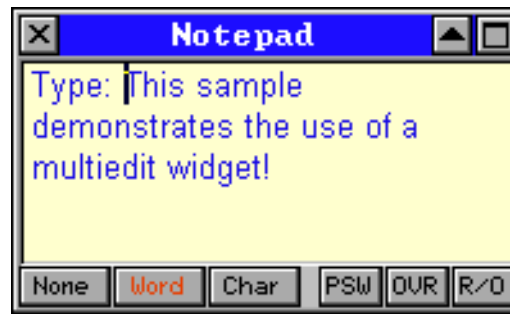 Notepad
Type: This sample
demonstrates the use of a
multiedit widget!
None Word Char PSW OVR R/O